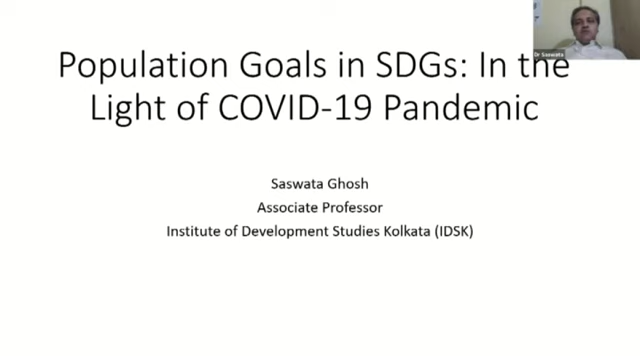 Dr Saswata
Population Goals in SDGs: In the
Light of COVID-19 Pandemic
Saswata Ghosh
Associate Professor
Institute of Development Studies Kolkata (IDSK)